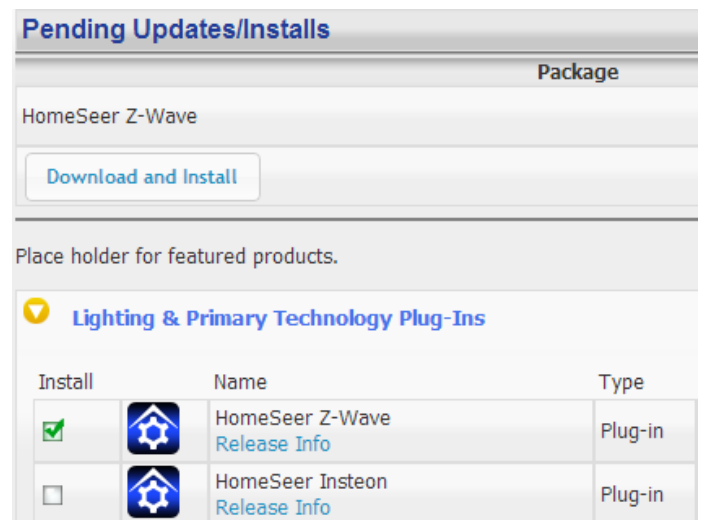 Pending Updates/Installs
Package
HomeSeer Z-Wave
Download and Install
Place holder for featured products.
Lighting & Primary Technology Plug-Ins
Install Name Type
HomeSeer Z-Wave
Release Info
Plug-in
HomeSeer Insteon
Release Info
Plug-in